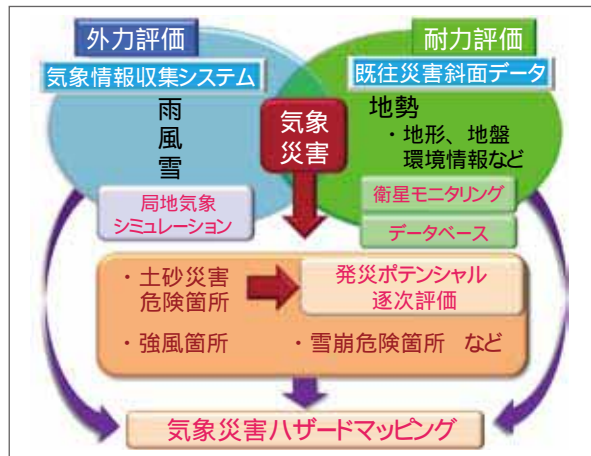 外力評価
気象情報収集システム
雨
風
雪
局地気象
シミュレーション
気象
災害
耐力評価
既往災害斜面データ
地勢
・地形、地盤
環境情報など
衛星モニタリング
データベース
・土砂災害
危険箇所
発災ポテンシャル
逐次評価
・強風箇所
・雪崩危険箇所 など
気象災害ハザードマッピング